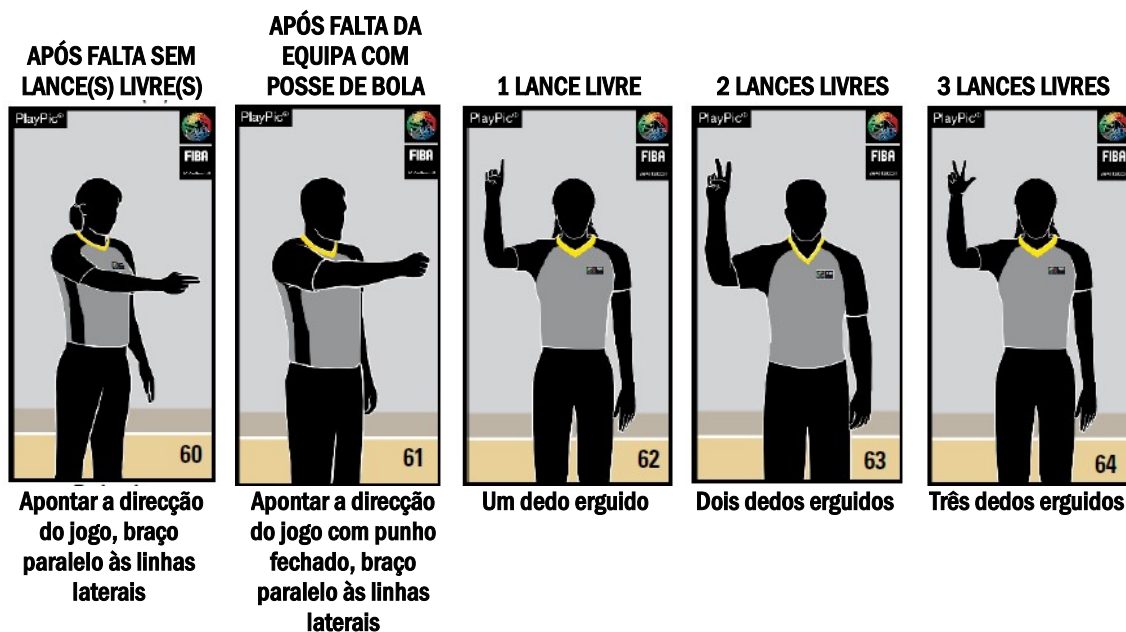 APÓS FALTA SEM
LANCE(S) LIVRE(S)
APÓS FALTA DA
EQUIPA COM
POSSE DE BOLA
1 LANCE LIVRE
2 LANCES LIVRES
3 LANCES LIVRES
PlayPic®
FIBA
60
PlayPic®
FIBA
61
PlayPic®
FIBA
62
PlayPic®
FIBA
63
PlayPic®
FIBA
64
Apontar a direcção
do jogo, braço
paralelo às linhas
laterais
Apontar a direcção
do jogo com punho
fechado, braço
paralelo às linhas
laterais
Um dedo erguido
Dois dedos erguidos
Três dedos erguidos